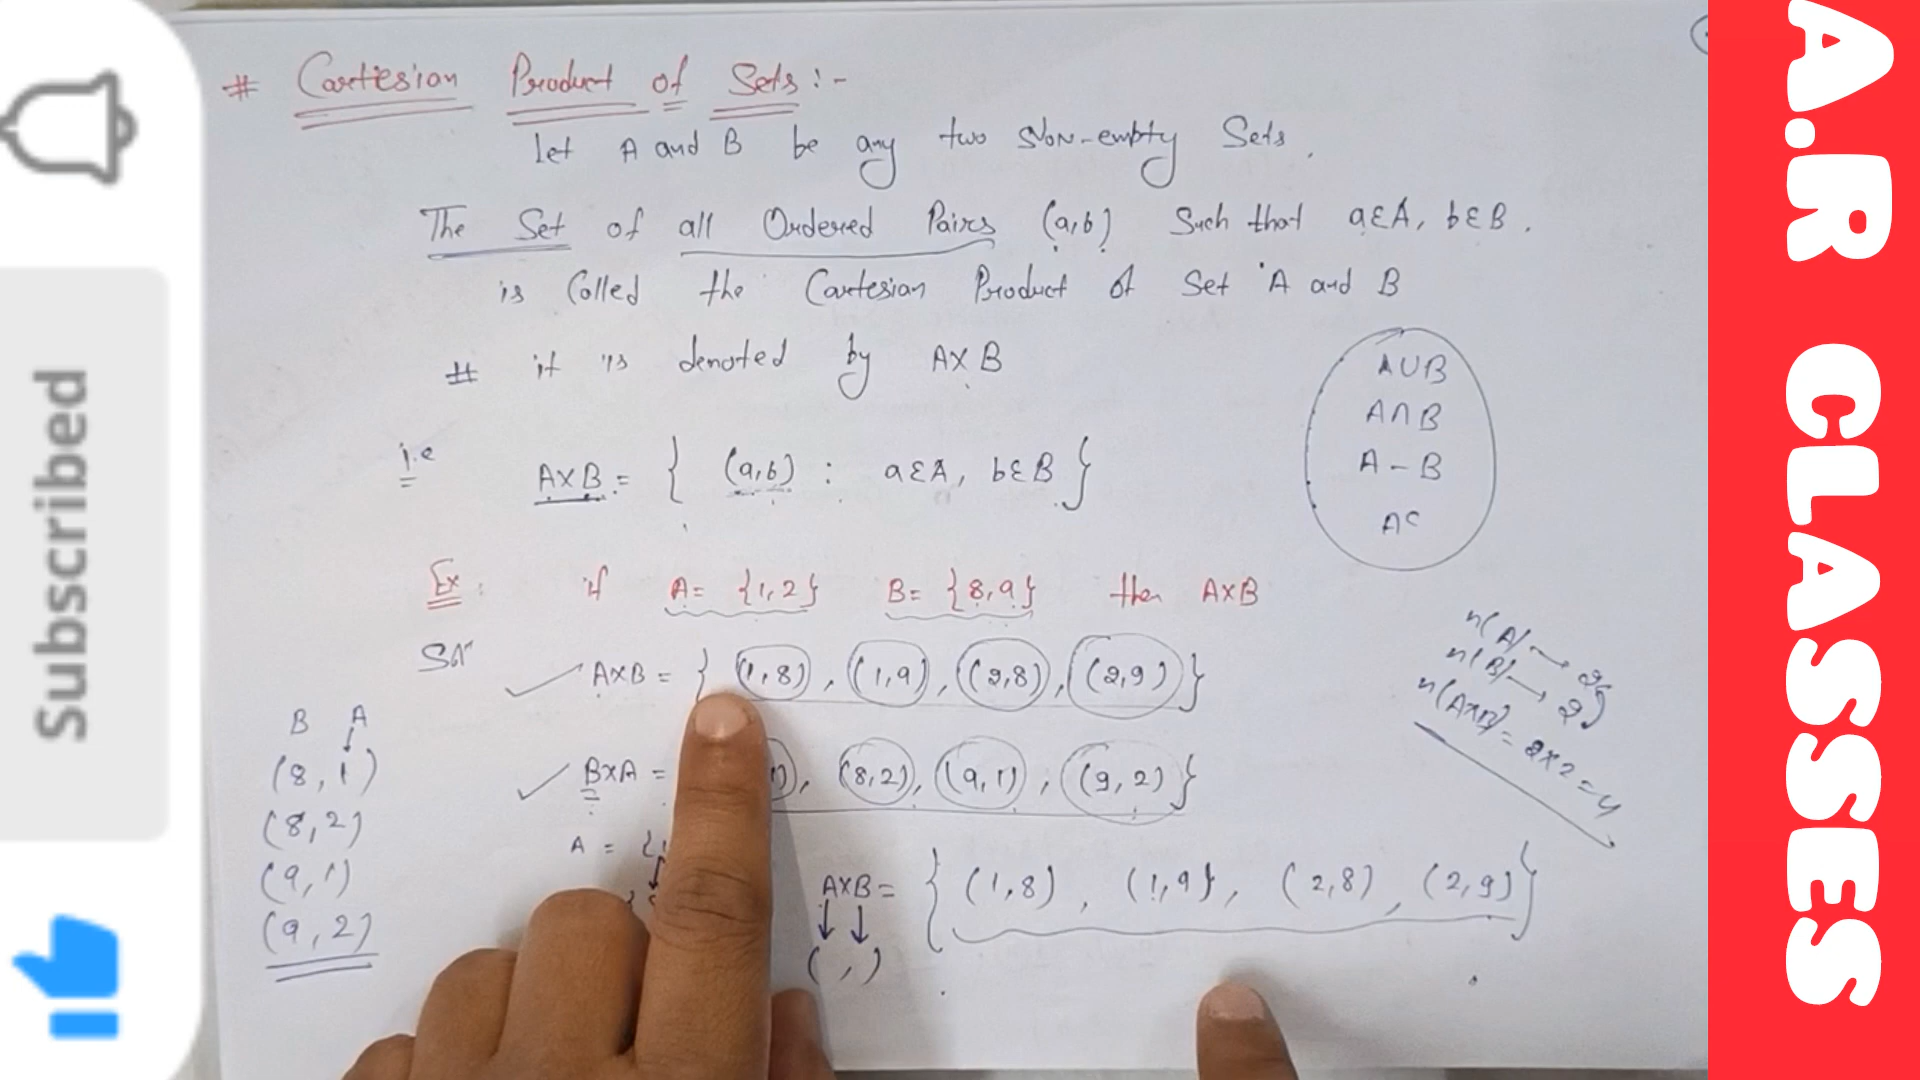 # Cartesian Product of Sets :-
let A and B be any two Non-empty Sets.
The Set of all Ordered Pairs (a,b) Such that a∈A, b∈B.
is Called the Cartesian Product of Set A and B
# it is denoted by A×B
i.e A×B = { (a,b) : a∈A, b∈B }
A∪B
A∩B
A - B
Aᶜ
Ex: if A= {1,2} B= {8,9} then A×B
Solⁿ A×B = { (1,8), (1,9), (2,8), (2,9) }
B×A = (8,2), (9,1), (9,2) }
A = {
A×B = { (1,8), (1,9), (2,8), (2,9) }
( , )
B A
(8, 1)
(8,2)
(9,1)
(9,2)
n(A) → 2
n(B) → 2
n(A×B) = 2×2 = 4
Subscribed
A.R CLASSES